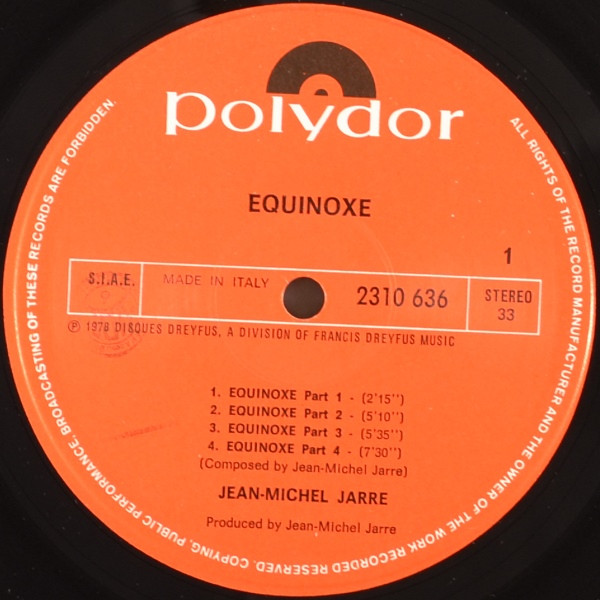 polydor
EQUINOXE
1
S.I.A.E.
MADE IN ITALY
2310 636
STEREO
33
℗ 1978 DISQUES DREYFUS, A DIVISION OF FRANCIS DREYFUS MUSIC
1. EQUINOXE Part 1 - (2'15'')
2. EQUINOXE Part 2 - (5'10'')
3. EQUINOXE Part 3 - (5'35'')
4. EQUINOXE Part 4 - (7'30'')
(Composed by Jean-Michel Jarre)
JEAN-MICHEL JARRE
Produced by Jean-Michel Jarre
ALL RIGHTS OF THE RECORD MANUFACTURER AND THE OWNER OF THE WORK RECORDED RESERVED. COPYING, PUBLIC PERFORMANCE, BROADCASTING OF THESE RECORDS ARE FORBIDDEN.